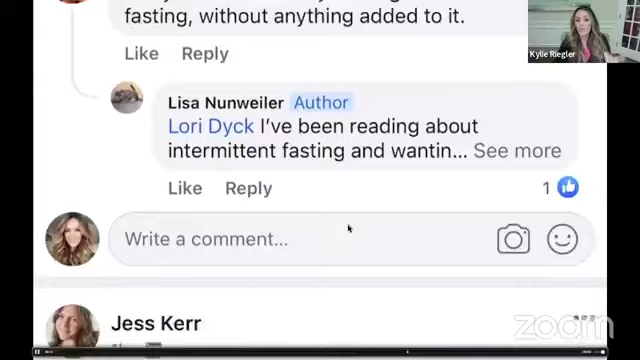 fasting, without anything added to it.
Like Reply
Kylie Riegler
Lisa Nunweiler Author
Lori Dyck I've been reading about
intermittent fasting and wantin... See more
Like Reply 1
Write a comment...
Jess Kerr
zoom